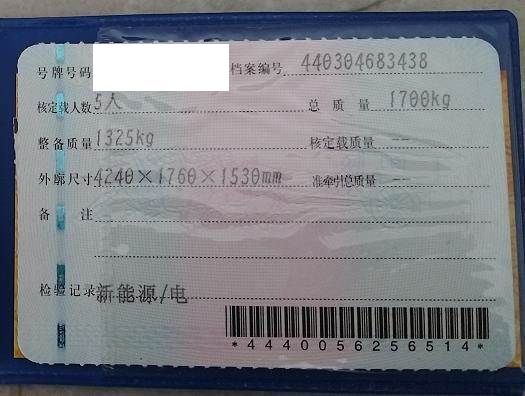 号牌号码 档案编号 440304683438
核定载人数 5人 总质量 1700kg
整备质量 1325kg 核定载质量 --
外廓尺寸 4240×1760×1530mm 准牵引总质量 --
备注
检验记录 新能源/电
*4440056256514*